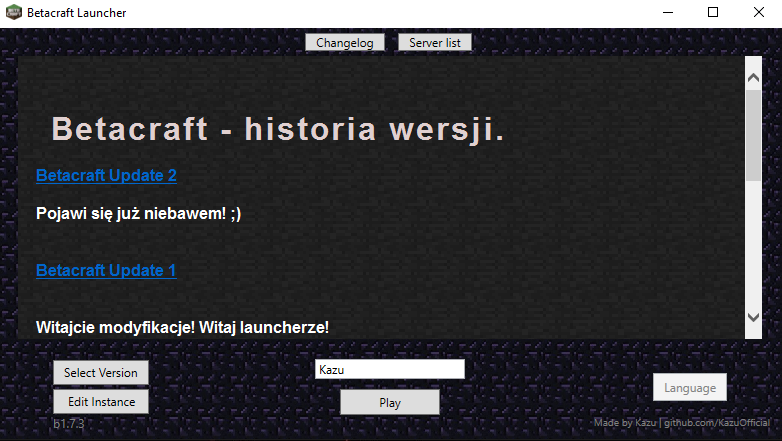 Betacraft Launcher
Changelog
Server list
Betacraft - historia wersji.
Betacraft Update 2
Pojawi się już niebawem! ;)
Betacraft Update 1
Witajcie modyfikacje! Witaj launcherze!
Select Version
Kazu
Edit Instance
Play
Language
b1.7.3
Made by Kazu | github.com/KazuOfficial